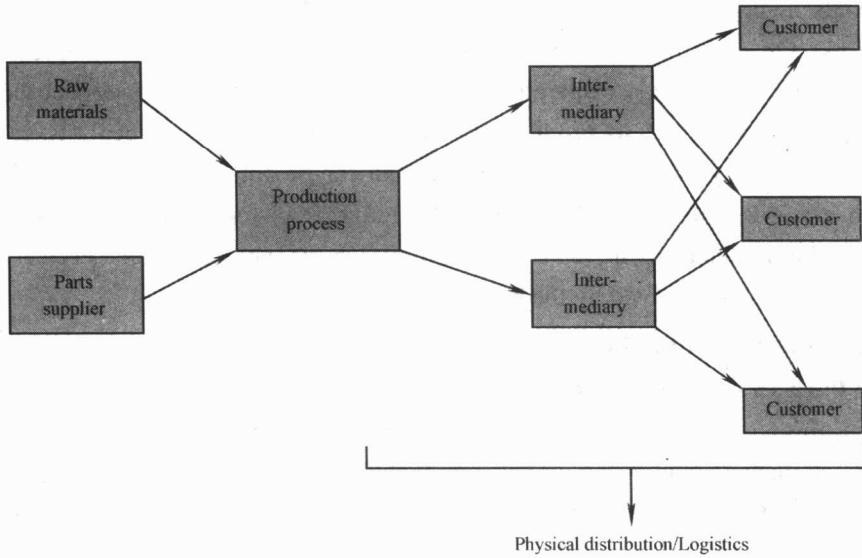 Customer
Raw
materials
Inter-
mediary
Production
process
Customer
Parts
supplier
Inter-
mediary
Customer
Physical distribution/Logistics